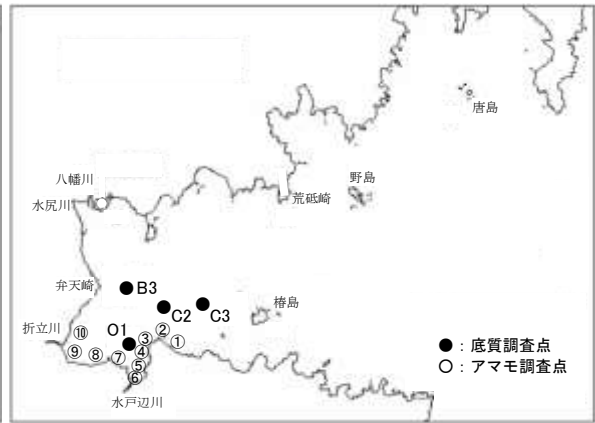 唐島
八幡川
野島
水尻川
荒砥崎
弁天崎
B3
椿島
C2
C3
折立川
O1
⑩
③
②
①
⑨
⑧
⑦
④
⑤
⑥
水戸辺川
●：底質調査点
○：アマモ調査点